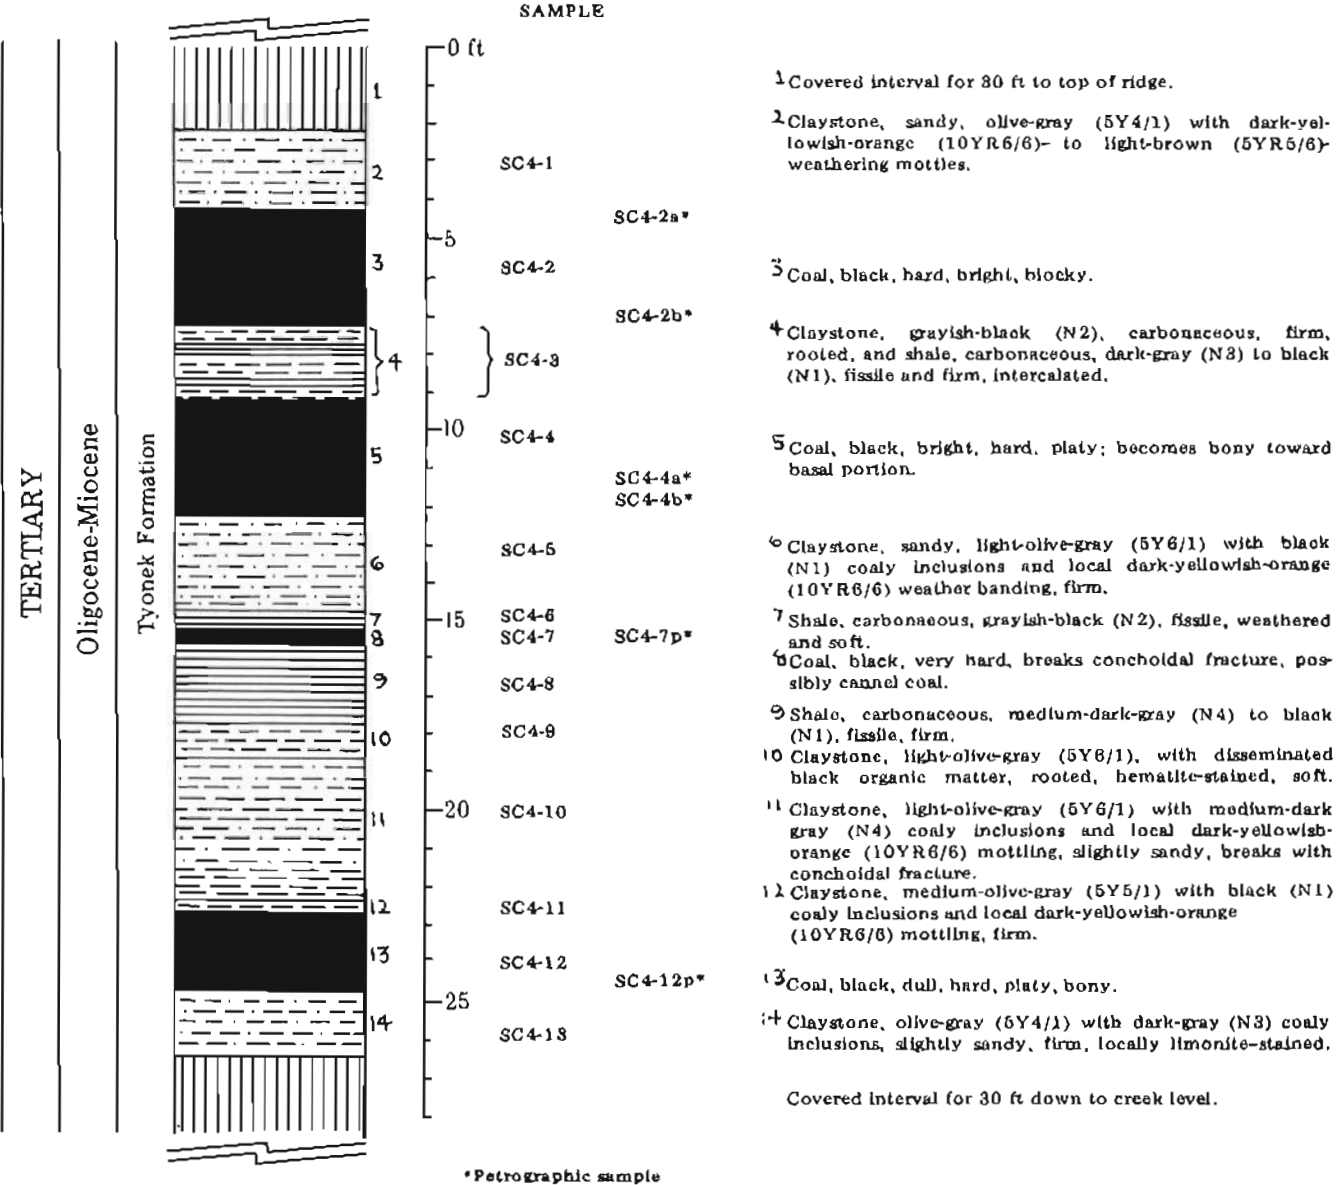 SAMPLE
0 ft
5
10
15
20
25
TERTIARY
Oligocene-Miocene
Tyonek Formation
1
2
3
4
5
6
7
8
9
10
11
12
13
14
SC4-1
SC4-2a*
SC4-2
SC4-2b*
SC4-3
SC4-4
SC4-4a*
SC4-4b*
SC4-5
SC4-6
SC4-7 SC4-7p*
SC4-8
SC4-9
SC4-10
SC4-11
SC4-12
SC4-12p*
SC4-13
1 Covered interval for 30 ft to top of ridge.
2 Claystone, sandy, olive-gray (5Y4/1) with dark-yel-
lowish-orange (10YR6/6)- to light-brown (5YR5/6)-
weathering mottles.
3 Coal, black, hard, bright, blocky.
4 Claystone, grayish-black (N2), carbonaceous, firm,
rooted, and shale, carbonaceous, dark-gray (N3) to black
(N1), fissile and firm, intercalated.
5 Coal, black, bright, hard, platy; becomes bony toward
basal portion.
6 Claystone, sandy, light-olive-gray (5Y6/1) with black
(N1) coaly inclusions and local dark-yellowish-orange
(10YR6/6) weather banding, firm.
7 Shale, carbonaeous, grayish-black (N2), fissile, weathered
and soft.
8 Coal, black, very hard, breaks conchoidal fracture, pos-
sibly cannel coal.
9 Shale, carbonaceous, medium-dark-gray (N4) to black
(N1), fissile, firm.
10 Claystone, light-olive-gray (5Y6/1), with disseminated
black organic matter, rooted, hematite-stained, soft.
11 Claystone, light-olive-gray (5Y6/1) with medium-dark
gray (N4) coaly inclusions and local dark-yellowish-
orange (10YR6/6) mottling, slightly sandy, breaks with
conchoidal fracture.
12 Claystone, medium-olive-gray (5Y5/1) with black (N1)
coaly inclusions and local dark-yellowish-orange
(10YR6/6) mottling, firm.
13 Coal, black, dull, hard, platy, bony.
14 Claystone, olive-gray (5Y4/1) with dark-gray (N3) coaly
inclusions, slightly sandy, firm, locally limonite-stained.
Covered interval for 30 ft down to creek level.
*Petrographic sample